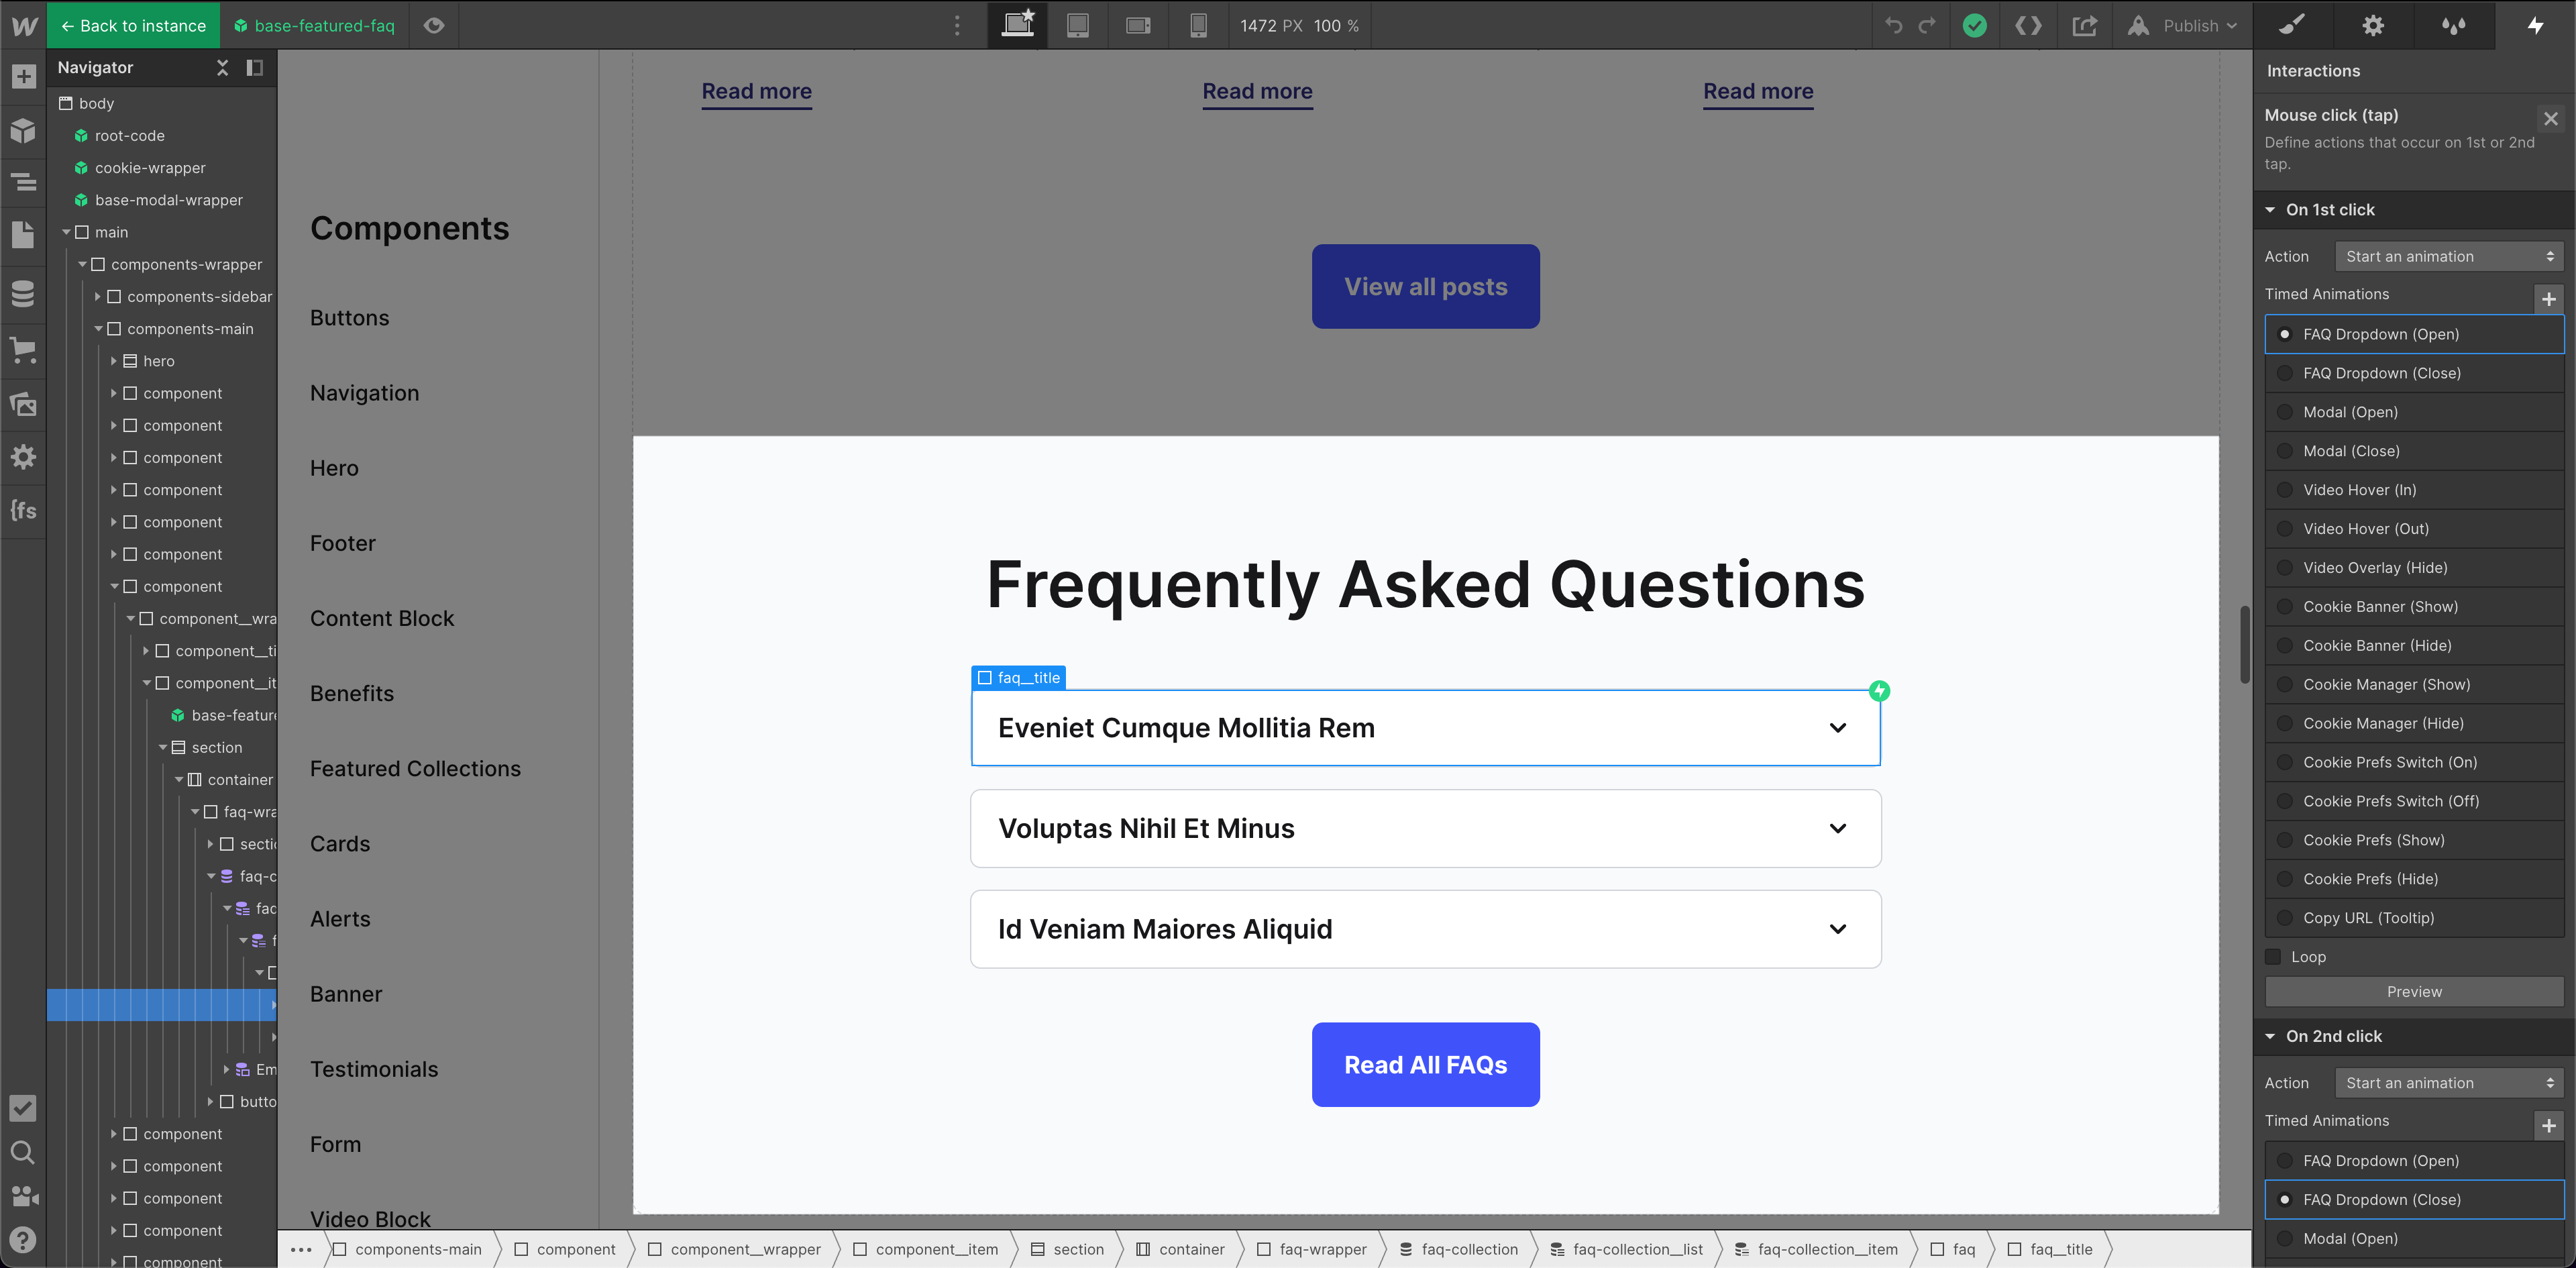 ← Back to instance
base-featured-faq
1472 PX 100 %
Publish
Navigator
body
root-code
cookie-wrapper
base-modal-wrapper
main
components-wrapper
components-sidebar
components-main
hero
component
component
component
component
component
component
component
component__wra
component__ti
component__it
base-feature
section
container
faq-wra
sectio
faq-c
faq
f
Em
butto
component
component
component
component
component
{fs
Components
Buttons
Navigation
Hero
Footer
Content Block
Benefits
Featured Collections
Cards
Alerts
Banner
Testimonials
Form
Video Block
Read more
Read more
Read more
View all posts
Frequently Asked Questions
faq__title
Eveniet Cumque Mollitia Rem
Voluptas Nihil Et Minus
Id Veniam Maiores Aliquid
Read All FAQs
components-main
component
component__wrapper
component__item
section
container
faq-wrapper
faq-collection
faq-collection__list
faq-collection__item
faq
faq__title
Interactions
Mouse click (tap)
Define actions that occur on 1st or 2nd
tap.
On 1st click
Action
Start an animation
Timed Animations
FAQ Dropdown (Open)
FAQ Dropdown (Close)
Modal (Open)
Modal (Close)
Video Hover (In)
Video Hover (Out)
Video Overlay (Hide)
Cookie Banner (Show)
Cookie Banner (Hide)
Cookie Manager (Show)
Cookie Manager (Hide)
Cookie Prefs Switch (On)
Cookie Prefs Switch (Off)
Cookie Prefs (Show)
Cookie Prefs (Hide)
Copy URL (Tooltip)
Loop
Preview
On 2nd click
Action
Start an animation
Timed Animations
FAQ Dropdown (Open)
FAQ Dropdown (Close)
Modal (Open)